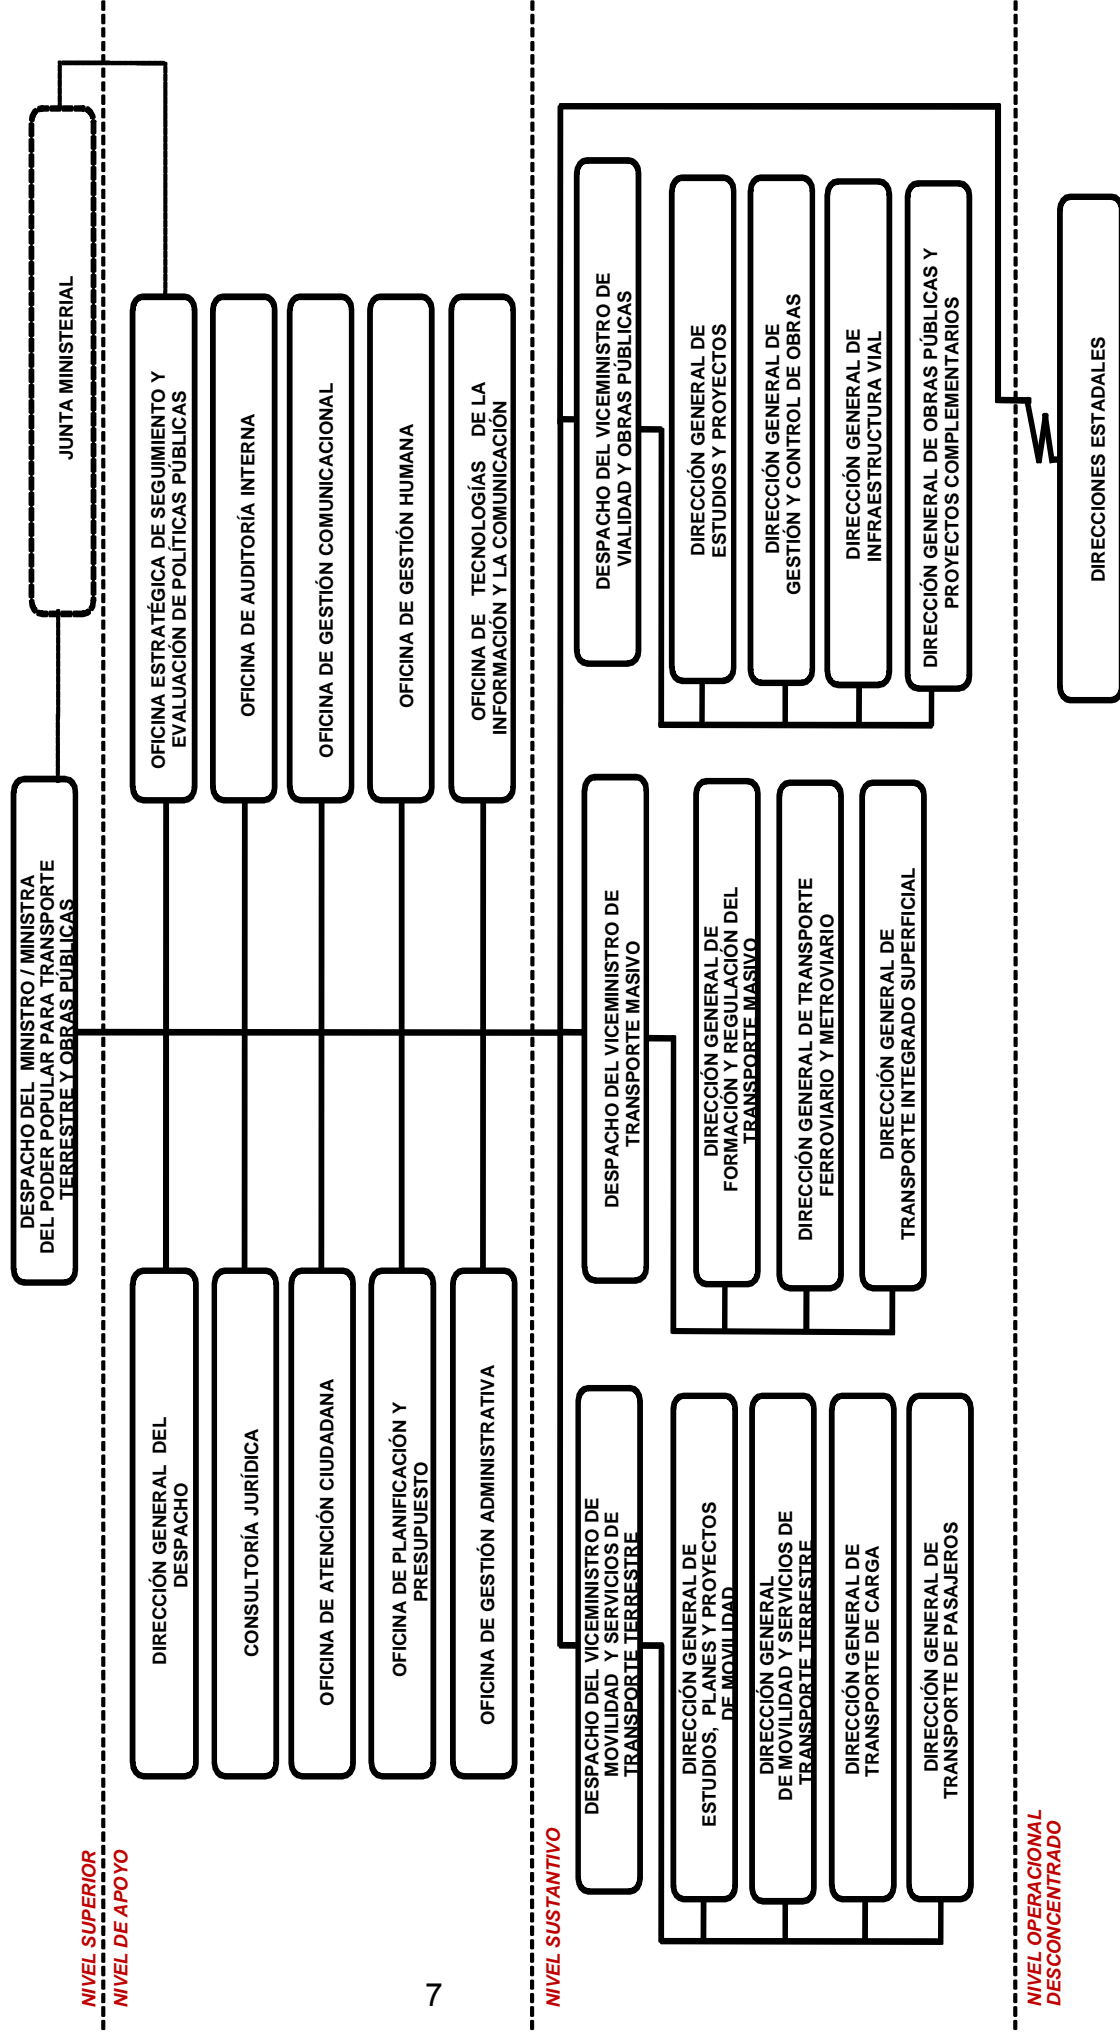 NIVEL SUPERIOR
DESPACHO DEL MINISTRO / MINISTRA
DEL PODER POPULAR PARA TRANSPORTE
TERRESTRE Y OBRAS PÚBLICAS
JUNTA MINISTERIAL
NIVEL DE APOYO
DIRECCIÓN GENERAL DEL
DESPACHO
OFICINA ESTRATÉGICA DE SEGUIMIENTO Y
EVALUACIÓN DE POLÍTICAS PÚBLICAS
CONSULTORÍA JURÍDICA
OFICINA DE AUDITORÍA INTERNA
OFICINA DE ATENCIÓN CIUDADANA
OFICINA DE GESTIÓN COMUNICACIONAL
OFICINA DE PLANIFICACIÓN Y
PRESUPUESTO
OFICINA DE GESTIÓN HUMANA
OFICINA DE GESTIÓN ADMINISTRATIVA
OFICINA DE TECNOLOGÍAS DE LA
INFORMACIÓN Y LA COMUNICACIÓN
7
NIVEL SUSTANTIVO
DESPACHO DEL VICEMINISTRO DE
MOVILIDAD Y SERVICIOS DE
TRANSPORTE TERRESTRE
DIRECCIÓN GENERAL DE
ESTUDIOS, PLANES Y PROYECTOS
DE MOVILIDAD
DIRECCIÓN GENERAL
DE MOVILIDAD Y SERVICIOS DE
TRANSPORTE TERRESTRE
DIRECCIÓN GENERAL DE
TRANSPORTE DE CARGA
DIRECCIÓN GENERAL DE
TRANSPORTE DE PASAJEROS
DESPACHO DEL VICEMINISTRO DE
TRANSPORTE MASIVO
DIRECCIÓN GENERAL DE
FORMACIÓN Y REGULACIÓN DEL
TRANSPORTE MASIVO
DIRECCIÓN GENERAL DE TRANSPORTE
FERROVIARIO Y METROVIARIO
DIRECCIÓN GENERAL DE
TRANSPORTE INTEGRADO SUPERFICIAL
DESPACHO DEL VICEMINISTRO DE
VIALIDAD Y OBRAS PÚBLICAS
DIRECCIÓN GENERAL DE
ESTUDIOS Y PROYECTOS
DIRECCIÓN GENERAL DE
GESTIÓN Y CONTROL DE OBRAS
DIRECCIÓN GENERAL DE
INFRAESTRUCTURA VIAL
DIRECCIÓN GEGENERAL DE OBRAS PÚBLICAS Y
PROYECTOS COMPLEMENTARIOS
NIVEL OPERACIONAL
DESCONCENTRADO
DIRECCIONES ESTADALES